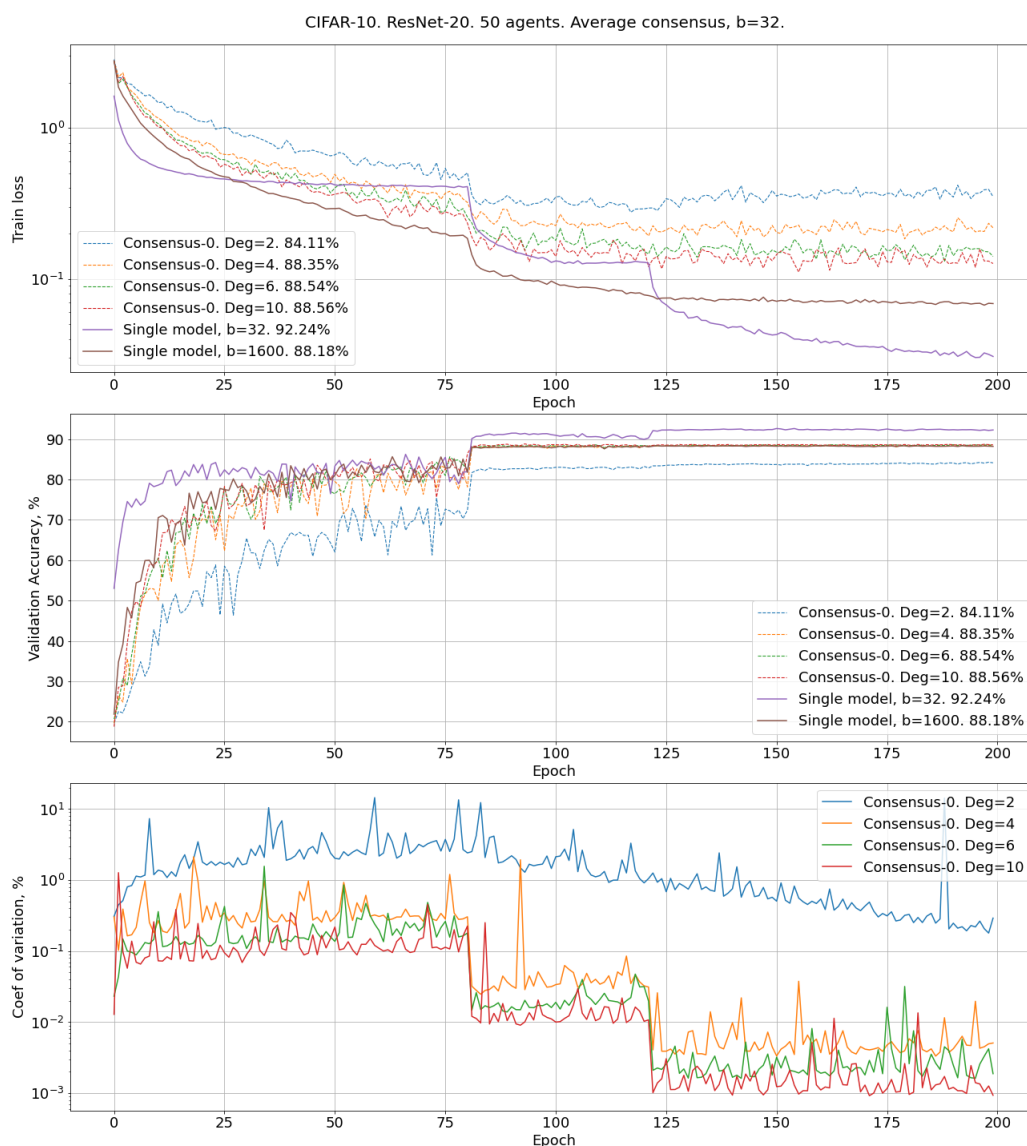 CIFAR-10. ResNet-20. 50 agents. Average consensus, b=32.
Train loss
10⁰
10⁻¹
Consensus-0. Deg=2. 84.11%
Consensus-0. Deg=4. 88.35%
Consensus-0. Deg=6. 88.54%
Consensus-0. Deg=10. 88.56%
Single model, b=32. 92.24%
Single model, b=1600. 88.18%
0 25 50 75 100 125 150 175 200
Epoch
Validation Accuracy, %
90
80
70
60
50
40
30
20
Consensus-0. Deg=2. 84.11%
Consensus-0. Deg=4. 88.35%
Consensus-0. Deg=6. 88.54%
Consensus-0. Deg=10. 88.56%
Single model, b=32. 92.24%
Single model, b=1600. 88.18%
0 25 50 75 100 125 150 175 200
Epoch
Coef of variation, %
10¹
10⁰
10⁻¹
10⁻²
10⁻³
Consensus-0. Deg=2
Consensus-0. Deg=4
Consensus-0. Deg=6
Consensus-0. Deg=10
0 25 50 75 100 125 150 175 200
Epoch